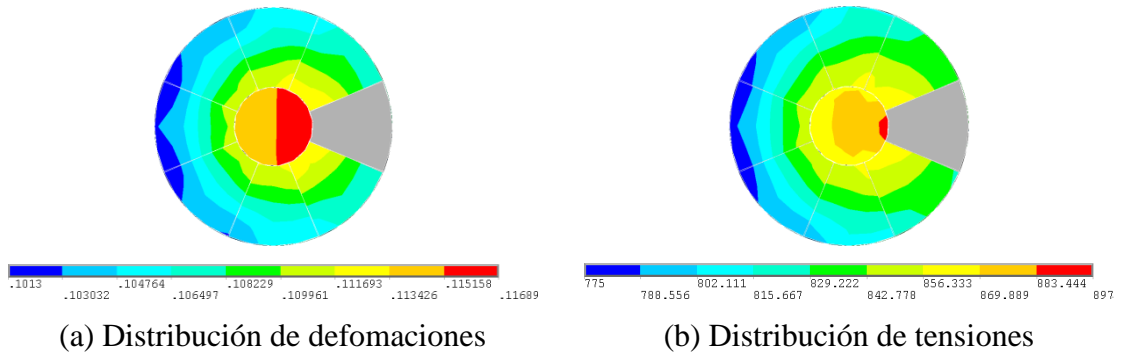 .1013 .104764 .108229 .111693 .115158
.103032 .106497 .109961 .113426 .11689
775 802.111 829.222 856.333 883.444
788.556 815.667 842.778 869.889 897
(a) Distribución de defomaciones
(b) Distribución de tensiones